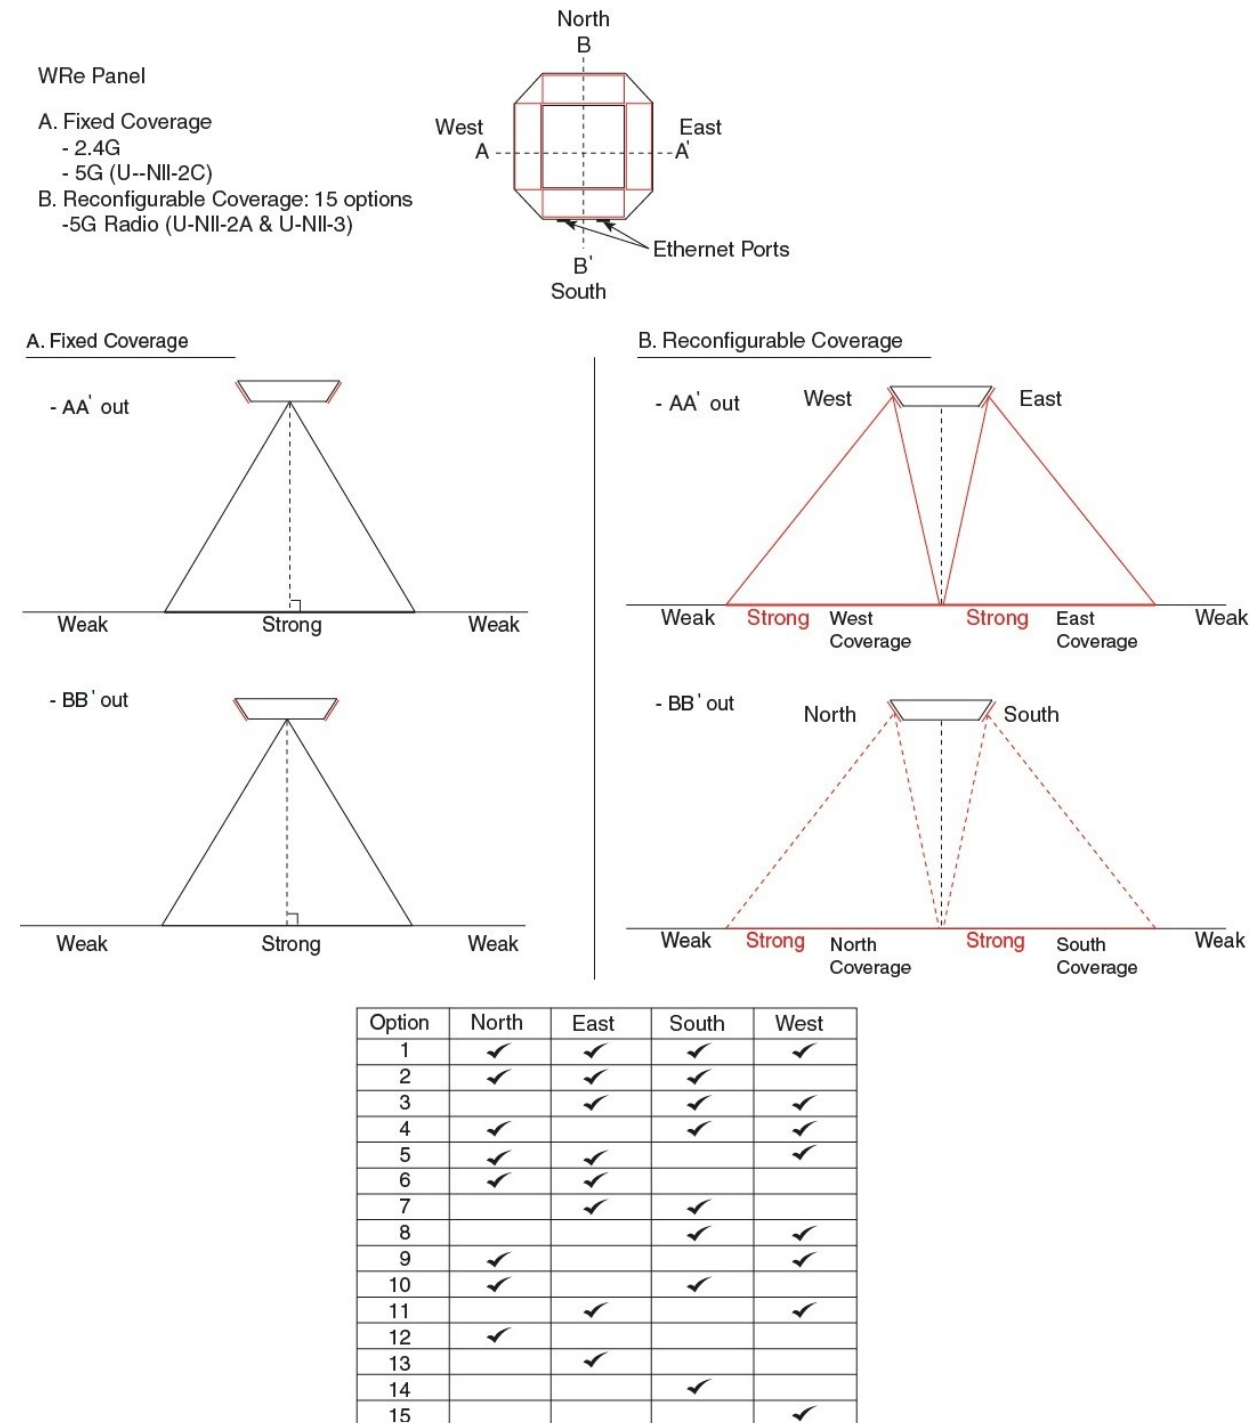 North
B
WRe Panel
A. Fixed Coverage
- 2.4G
- 5G (U--NII-2C)
B. Reconfigurable Coverage: 15 options
-5G Radio (U-NII-2A & U-NII-3)
West
East
A
A'
Ethernet Ports
B'
South
A. Fixed Coverage
- AA' out
Weak Strong Weak
- BB' out
Weak Strong Weak
B. Reconfigurable Coverage
- AA' out
West
East
Weak Strong West Coverage Strong East Coverage Weak
- BB' out
North
South
Weak Strong North Coverage Strong South Coverage Weak
Option North East South West
1 ✓ ✓ ✓ ✓
2 ✓ ✓ ✓
3 ✓ ✓ ✓
4 ✓ ✓ ✓
5 ✓ ✓ ✓
6 ✓ ✓
7 ✓ ✓
8 ✓ ✓
9 ✓ ✓
10 ✓ ✓
11 ✓ ✓
12 ✓
13 ✓
14 ✓
15 ✓